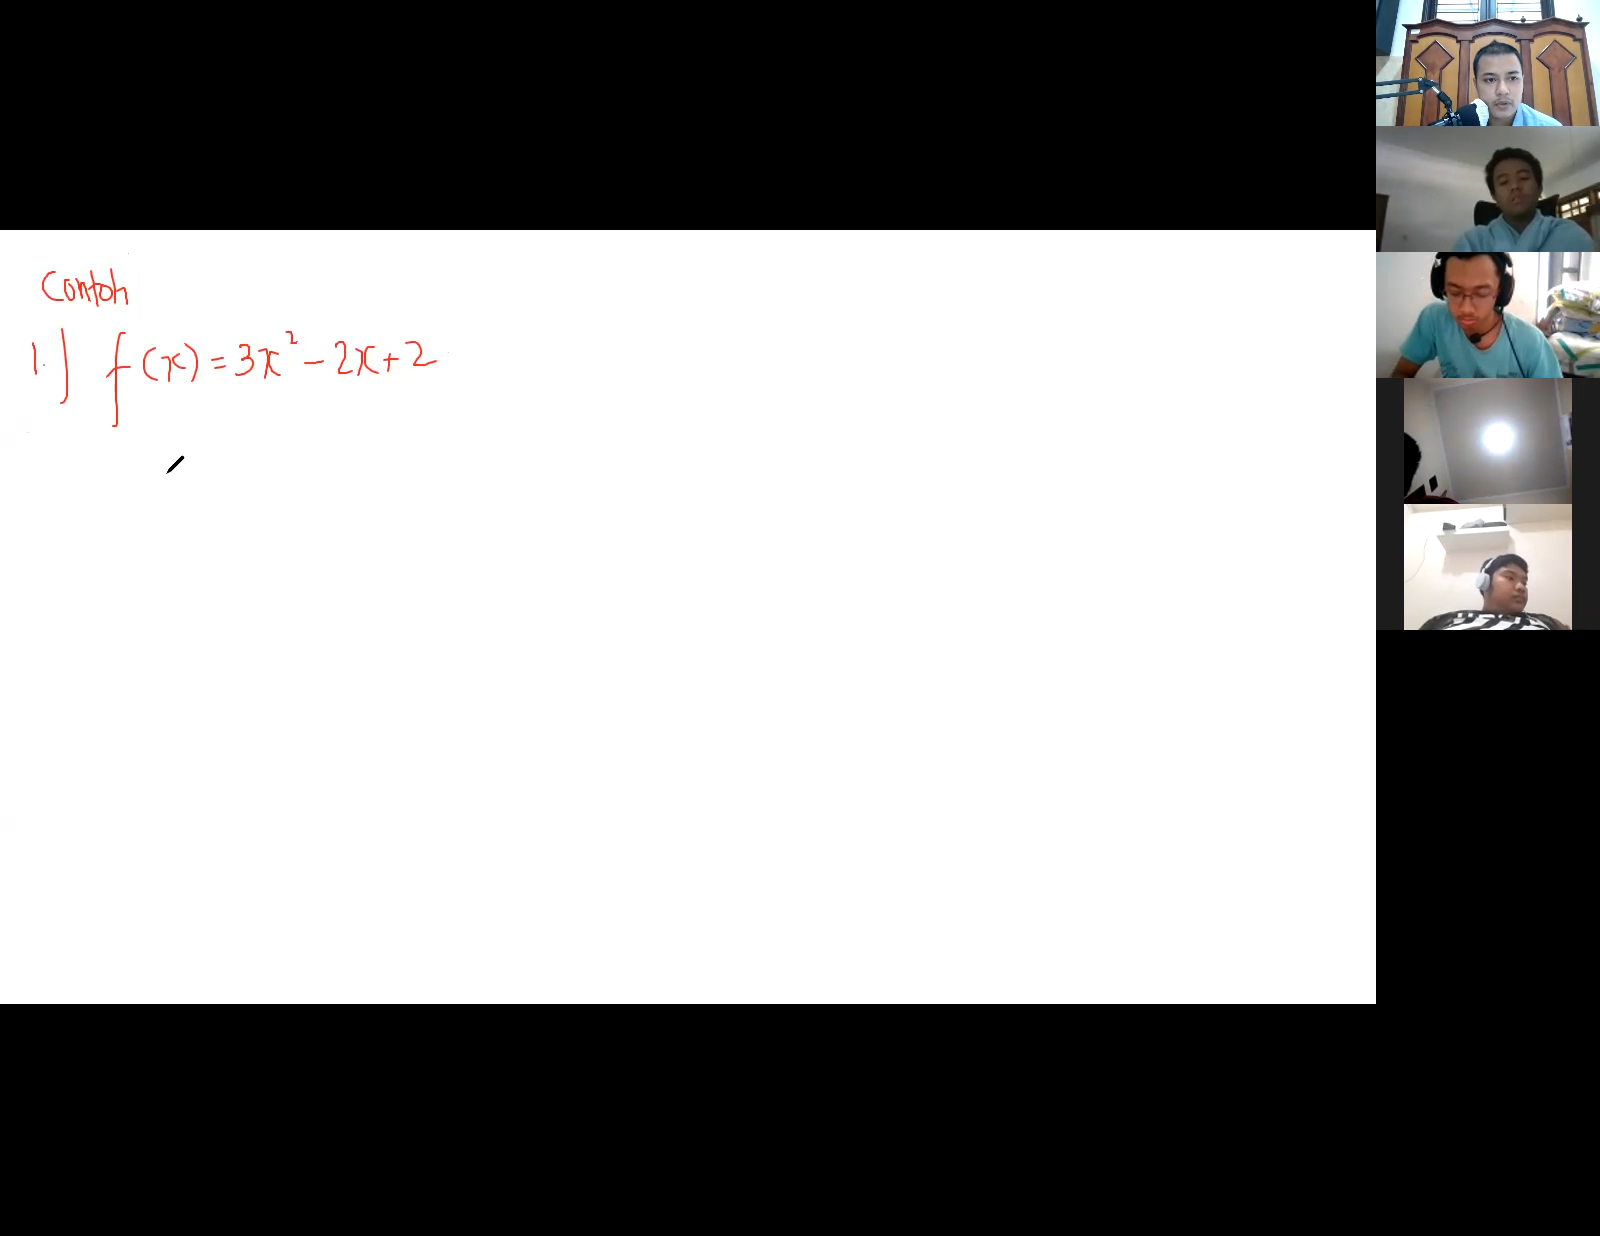 Contoh
1.) f(x) = 3x² - 2x + 2